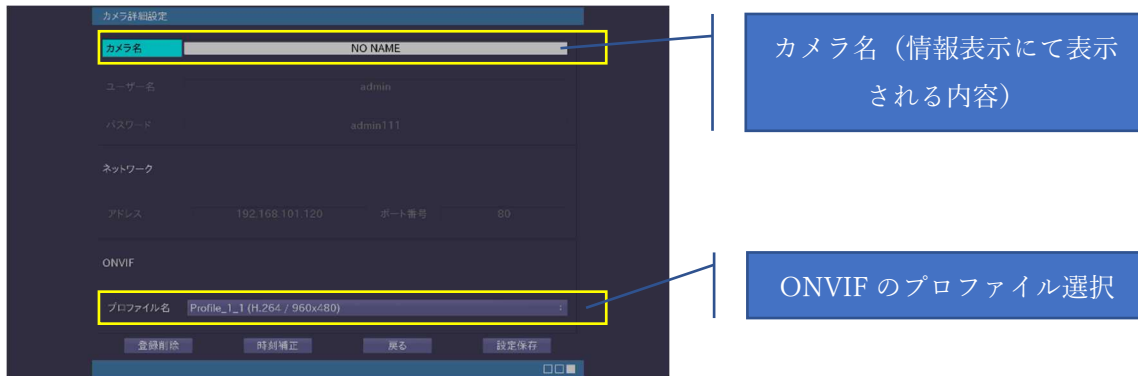 カメラ詳細設定
カメラ名 NO NAME
ユーザー名 admin
パスワード admin111
ネットワーク
アドレス 192.168.101.120 ポート番号 80
ONVIF
プロファイル名 Profile_1_1 (H.264 / 960x480)
登録削除 時刻補正 戻る 設定保存
カメラ名（情報表示にて表示
される内容）
ONVIF のプロファイル選択